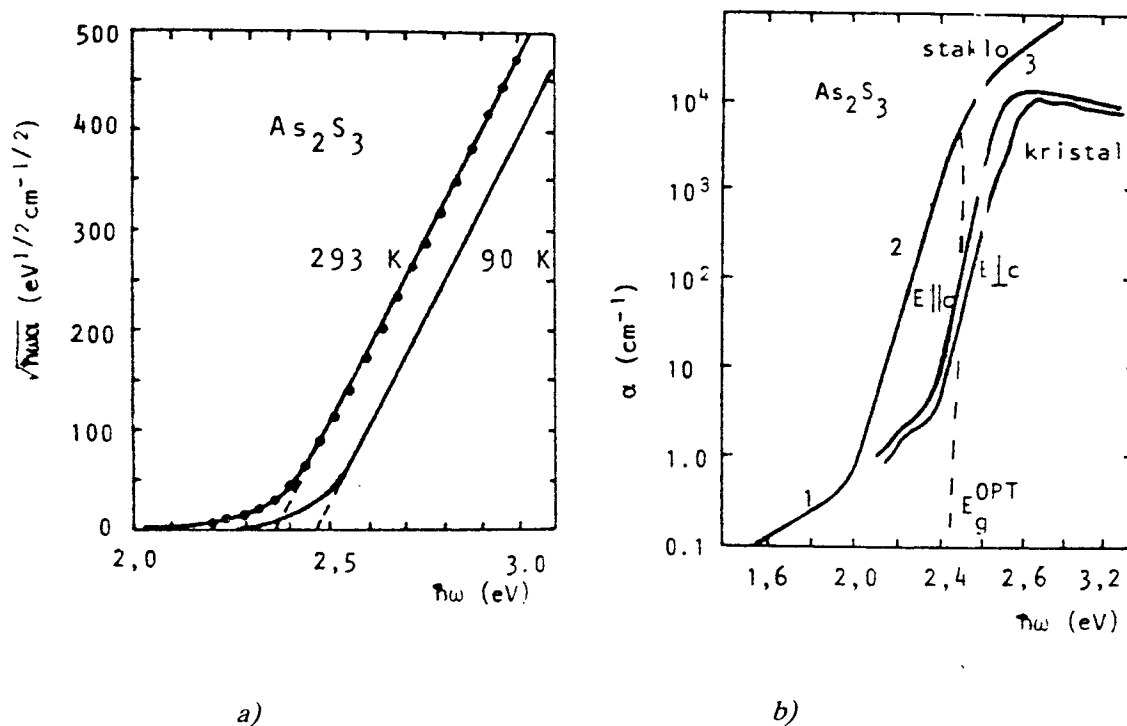 500
400
300
200
100
0
√ħωα (eV¹/²cm⁻¹/²)
As₂S₃
293 K
90 K
2,0
2,5
3.0
ħω (eV)
a)
10⁴
10³
10²
10
1.0
0.1
α (cm⁻¹)
As₂S₃
staklo
3
kristal
2
E||c
E⊥c
1
E_g^OPT
1,6
2,0
2,4
2,6
3,2
ħω (eV)
b)